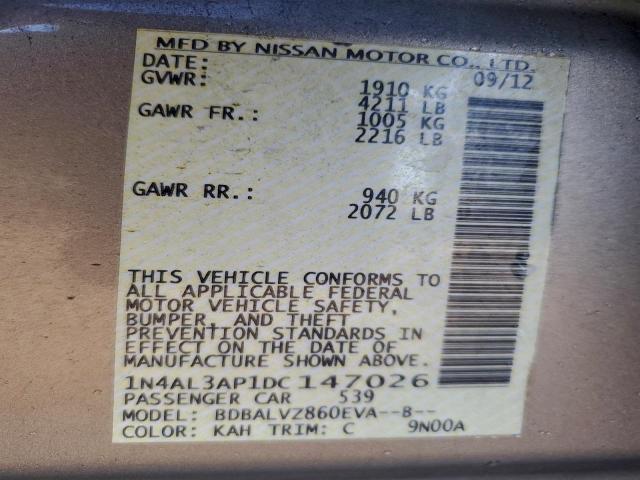 MFD BY NISSAN MOTOR CO., LTD.
DATE: 09/12
GVWR: 1910 KG
4211 LB
GAWR FR.: 1005 KG
2216 LB
GAWR RR.: 940 KG
2072 LB
THIS VEHICLE CONFORMS TO
ALL APPLICABLE FEDERAL
MOTOR VEHICLE SAFETY,
BUMPER, AND THEFT
PREVENTION STANDARDS IN
EFFECT ON THE DATE OF
MANUFACTURE SHOWN ABOVE.
1N4AL3AP1DC147026
PASSENGER CAR 539
MODEL: BDBALVZ860EVA--B--
COLOR: KAH TRIM: C 9N00A